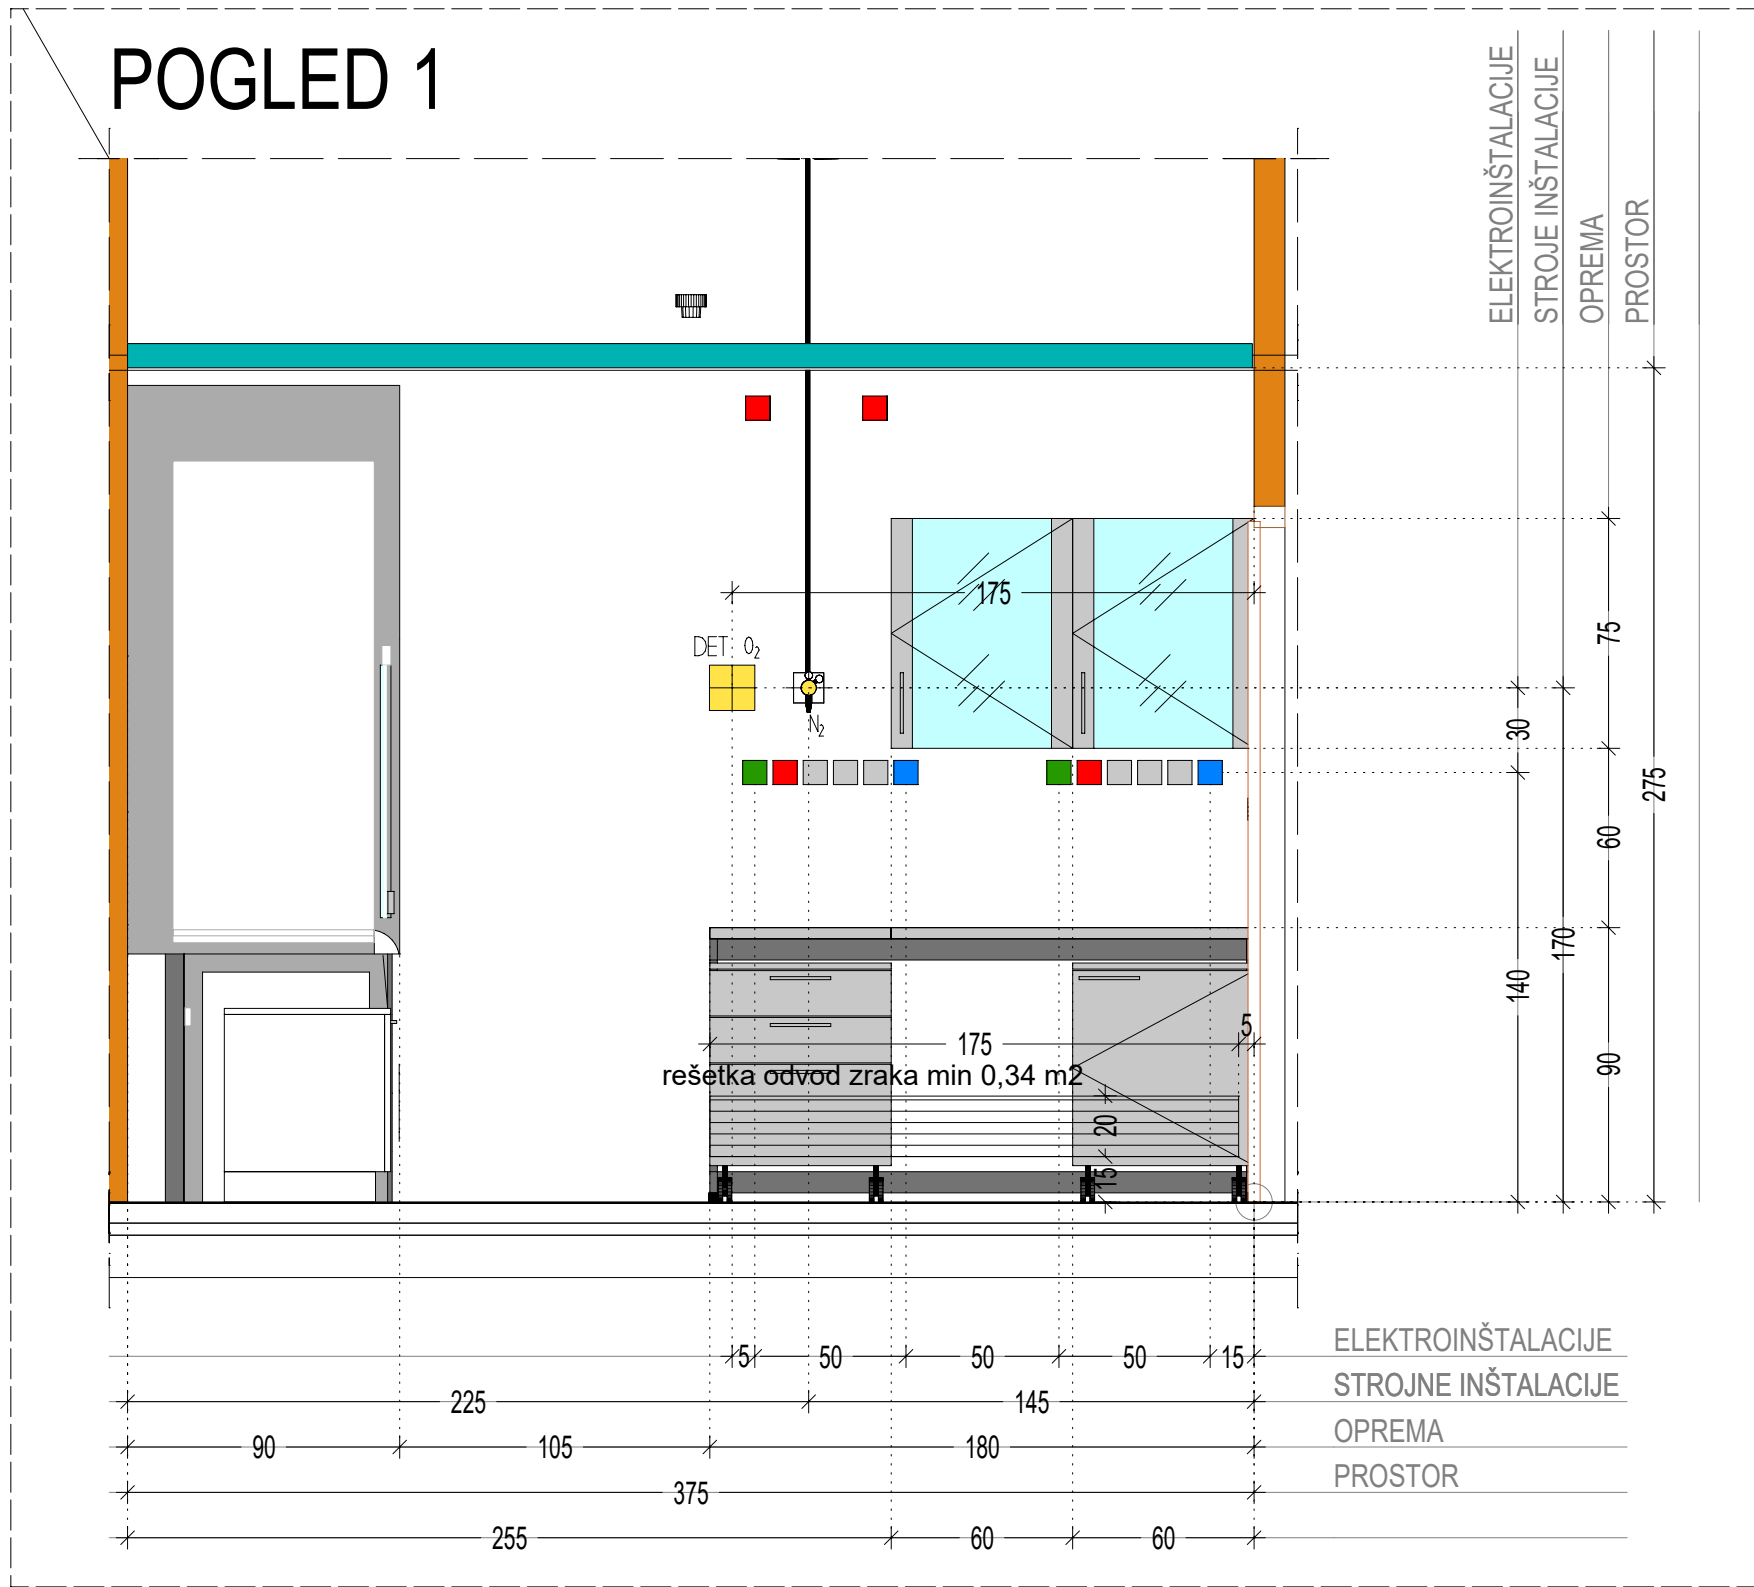 POGLED 1
ELEKTROINŠTALACIJE
STROJE INŠTALACIJE
OPREMA
PROSTOR
175
DET O₂
N₂
75
30
275
60
170
140
90
5
175
rešetka odvod zraka min 0,34 m2
20
15
5 50 50 50 15 ELEKTROINŠTALACIJE
225 145 STROJNE INŠTALACIJE
90 105 180 OPREMA
375 PROSTOR
255 60 60